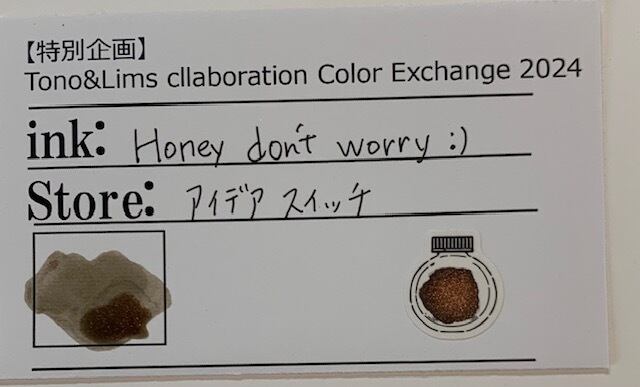 【特別企画】
Tono&Lims cllaboration Color Exchange 2024
ink: Honey don't worry :)
Store: アイデア スイッチ